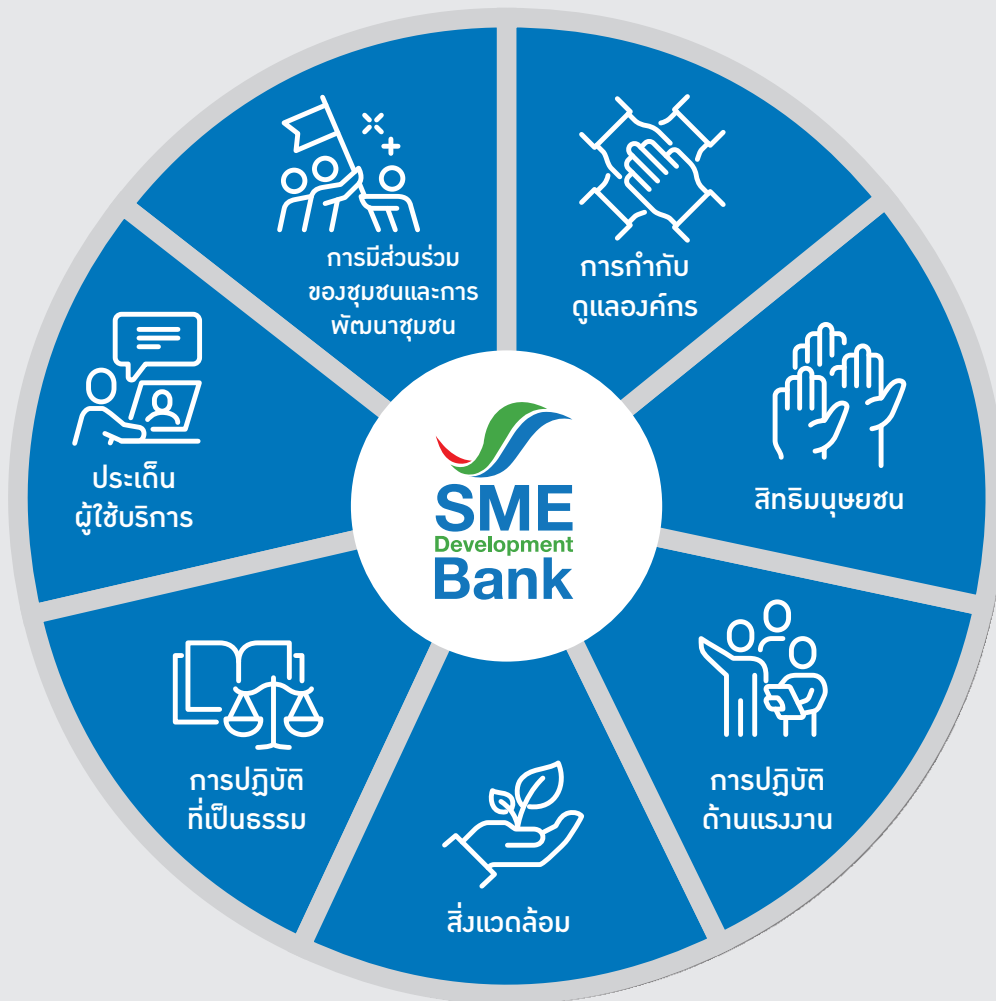 การกำกับ
ดูแลองค์กร
สิทธิมนุษยชน
การปฏิบัติ
ด้านแรงงาน
สิ่งแวดล้อม
การปฏิบัติ
ที่เป็นธรรม
ประเด็น
ผู้ใช้บริการ
การมีส่วนร่วม
ของชุมชนและการ
พัฒนาชุมชน
SME
Development
Bank